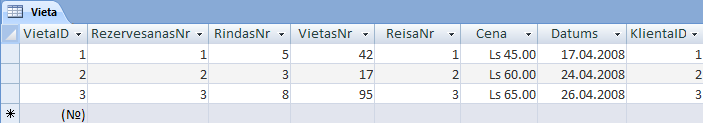 Vieta
VietaID RezervesanasNr RindasNr VietasNr ReisaNr Cena Datums KlientaID
1 1 5 42 1 Ls 45.00 17.04.2008 1
2 2 3 17 2 Ls 60.00 24.04.2008 2
3 3 8 95 3 Ls 65.00 26.04.2008 3
(№)